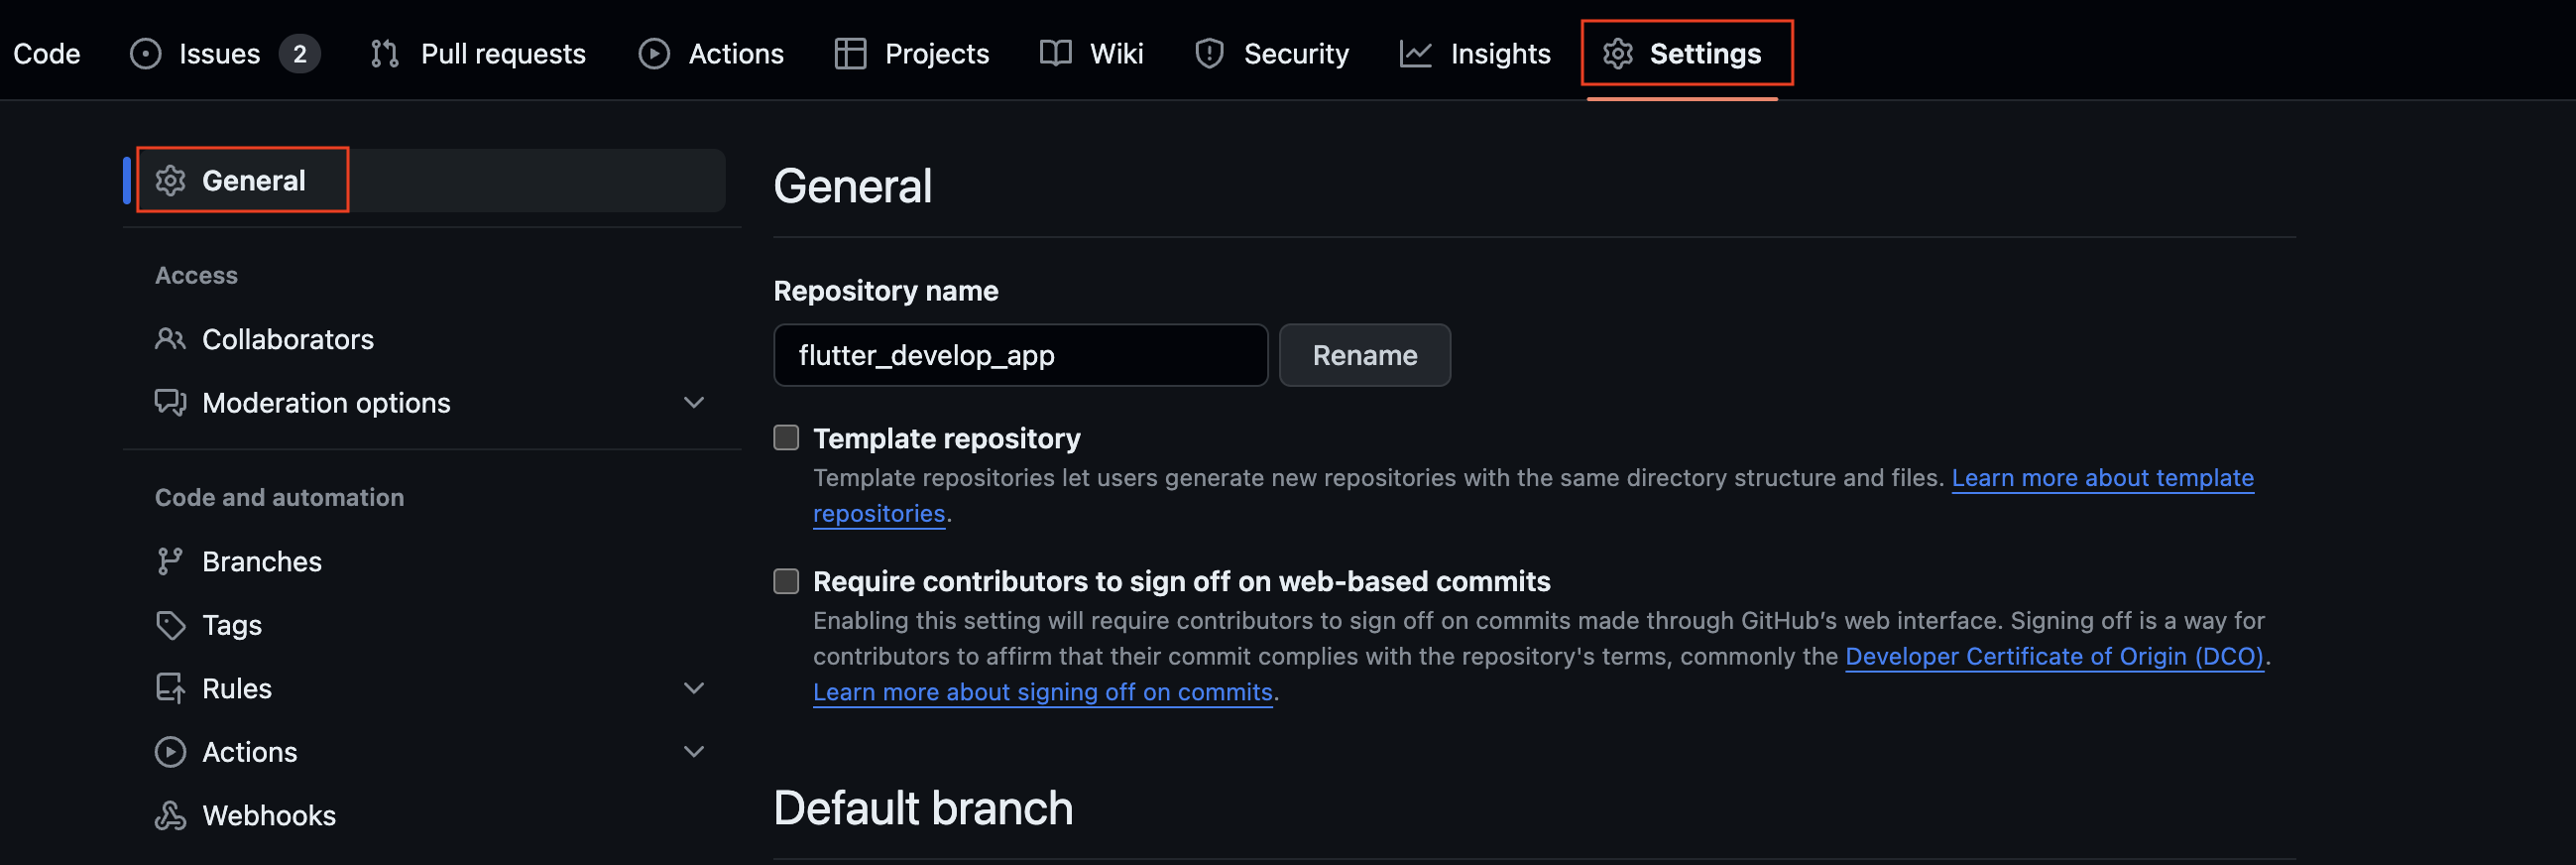 Code Issues 2 Pull requests Actions Projects Wiki Security Insights Settings
General
Access
Collaborators
Moderation options
Code and automation
Branches
Tags
Rules
Actions
Webhooks
General
Repository name
flutter_develop_app Rename
Template repository
Template repositories let users generate new repositories with the same directory structure and files. Learn more about template
repositories.
Require contributors to sign off on web-based commits
Enabling this setting will require contributors to sign off on commits made through GitHub’s web interface. Signing off is a way for
contributors to affirm that their commit complies with the repository's terms, commonly the Developer Certificate of Origin (DCO).
Learn more about signing off on commits.
Default branch